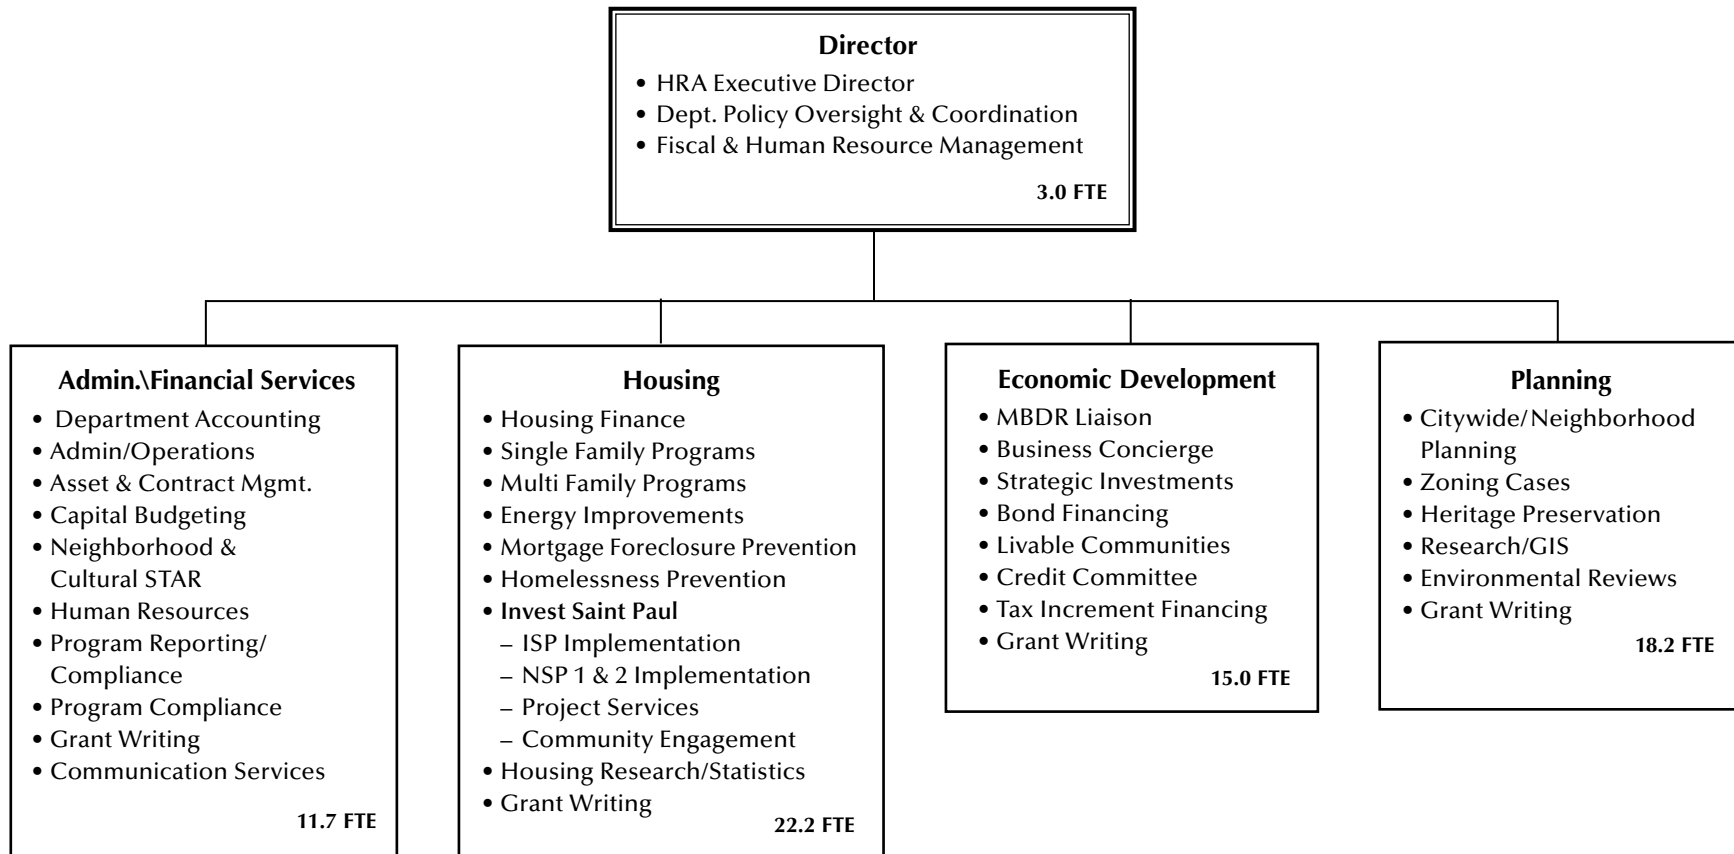 Director
• HRA Executive Director
• Dept. Policy Oversight & Coordination
• Fiscal & Human Resource Management
3.0 FTE
Admin.\Financial Services
• Department Accounting
• Admin/Operations
• Asset & Contract Mgmt.
• Capital Budgeting
• Neighborhood &
Cultural STAR
• Human Resources
• Program Reporting/
Compliance
• Program Compliance
• Grant Writing
• Communication Services
11.7 FTE
Housing
• Housing Finance
• Single Family Programs
• Multi Family Programs
• Energy Improvements
• Mortgage Foreclosure Prevention
• Homelessness Prevention
• Invest Saint Paul
– ISP Implementation
– NSP 1 & 2 Implementation
– Project Services
– Community Engagement
• Housing Research/Statistics
• Grant Writing
22.2 FTE
Economic Development
• MBDR Liaison
• Business Concierge
• Strategic Investments
• Bond Financing
• Livable Communities
• Credit Committee
• Tax Increment Financing
• Grant Writing
15.0 FTE
Planning
• Citywide/Neighborhood
Planning
• Zoning Cases
• Heritage Preservation
• Research/GIS
• Environmental Reviews
• Grant Writing
18.2 FTE